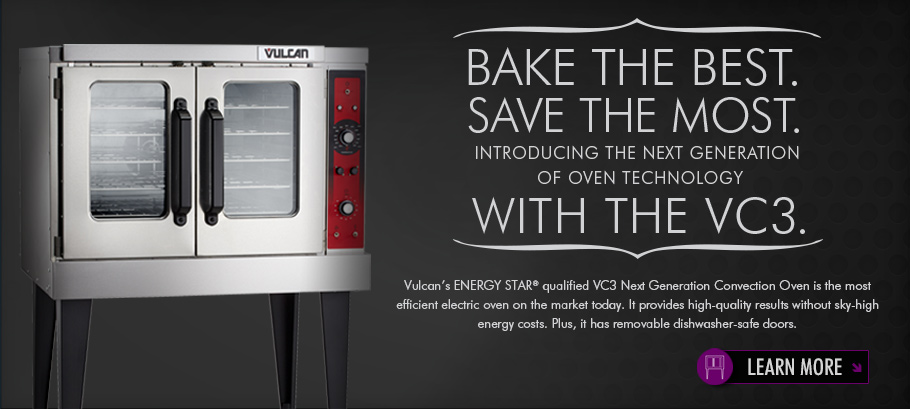 VULCAN
BAKE THE BEST.
SAVE THE MOST.
INTRODUCING THE NEXT GENERATION
OF OVEN TECHNOLOGY
WITH THE VC3.
Vulcan's ENERGY STAR® qualified VC3 Next Generation Convection Oven is the most
efficient electric oven on the market today. It provides high-quality results without sky-high
energy costs. Plus, it has removable dishwasher-safe doors.
LEARN MORE